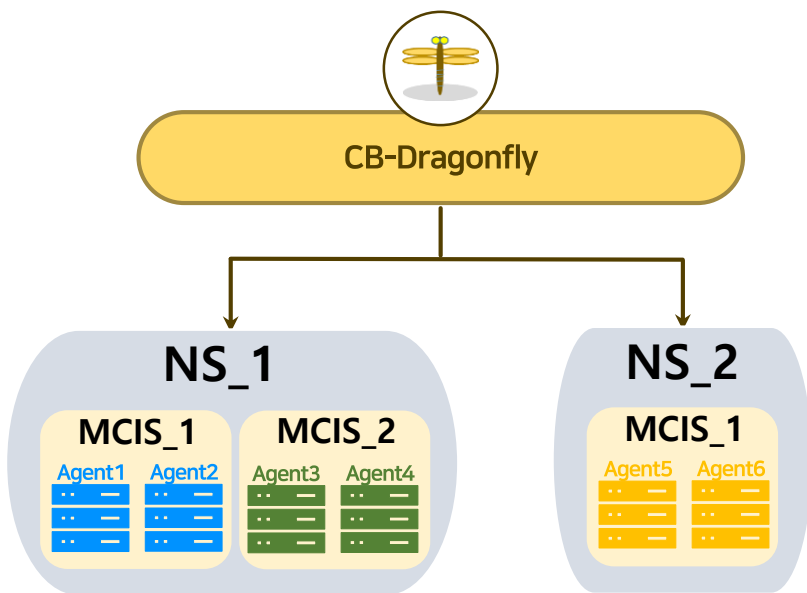 CB-Dragonfly
NS_1
MCIS_1
Agent1 Agent2
MCIS_2
Agent3 Agent4
NS_2
MCIS_1
Agent5 Agent6